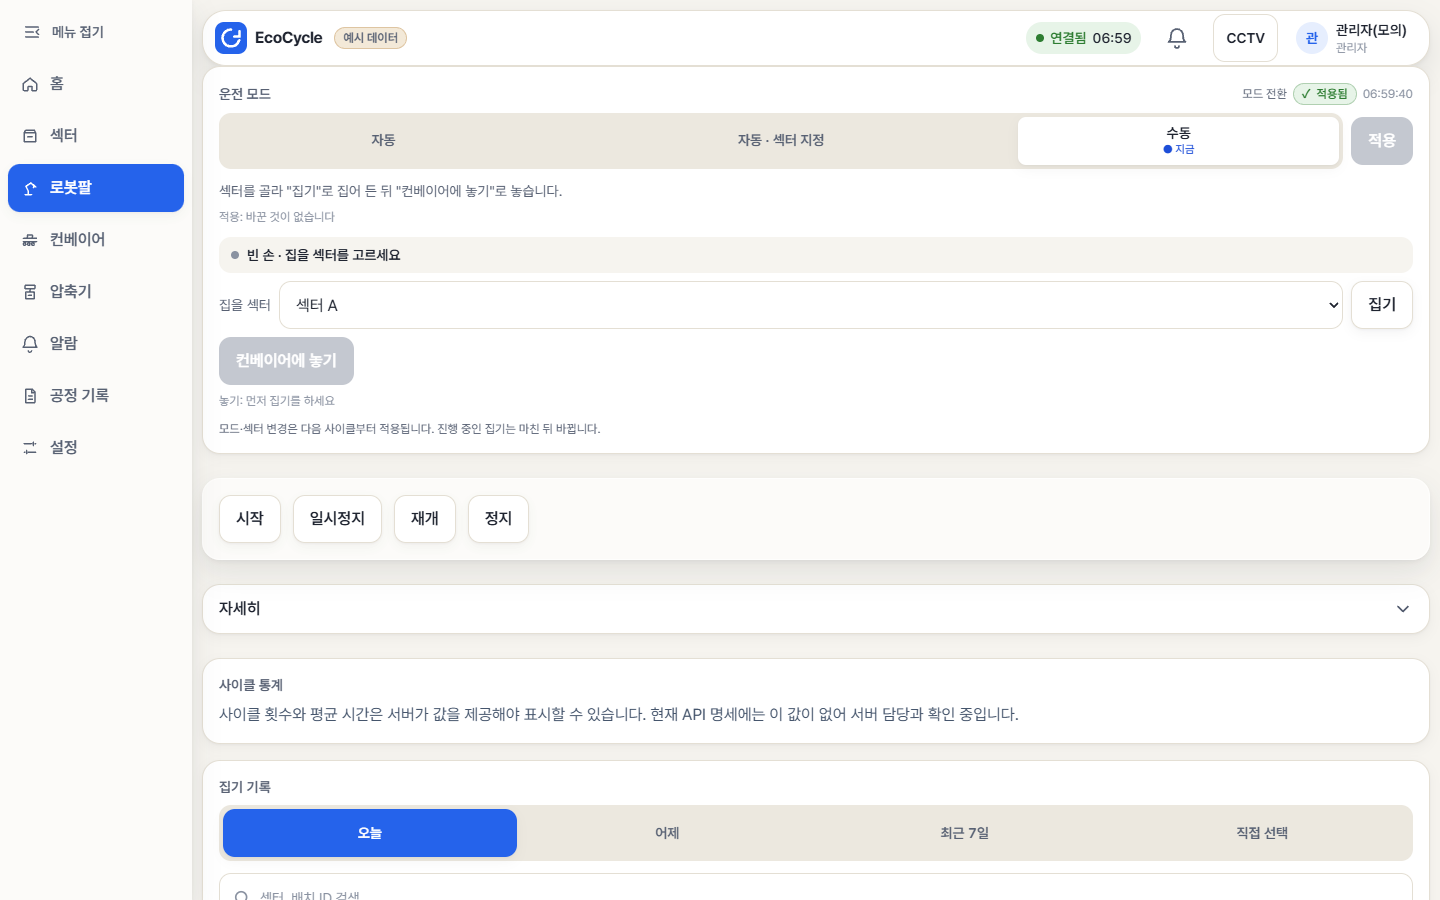 메뉴 접기
홈
섹터
로봇팔
컨베이어
압축기
알람
공정 기록
설정
EcoCycle
예시 데이터
연결됨 06:59
CCTV
관
관리자(모의)
관리자
운전 모드
모드 전환 ✓ 적용됨 06:59:40
자동
자동 · 섹터 지정
수동
지금
적용
섹터를 골라 "집기"로 집어 든 뒤 "컨베이어에 놓기"로 놓습니다.
적용: 바꾼 것이 없습니다
빈 손 · 집을 섹터를 고르세요
집을 섹터
섹터 A
집기
컨베이어에 놓기
놓기: 먼저 집기를 하세요
모드·섹터 변경은 다음 사이클부터 적용됩니다. 진행 중인 집기는 마친 뒤 바뀝니다.
시작
일시정지
재개
정지
자세히
사이클 통계
사이클 횟수와 평균 시간은 서버가 값을 제공해야 표시할 수 있습니다. 현재 API 명세에는 이 값이 없어 서버 담당과 확인 중입니다.
집기 기록
오늘
어제
최근 7일
직접 선택
섹터, 배치 ID 검색